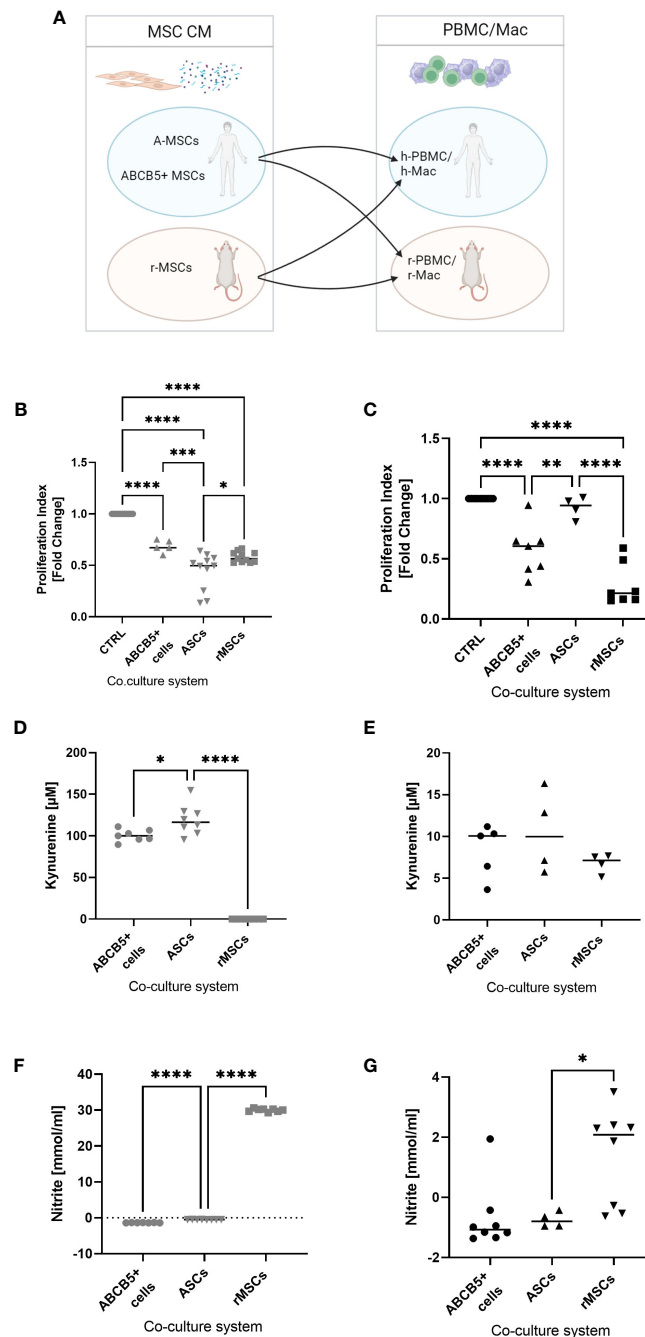 A
MSC CM
PBMC/Mac
A-MSCs
ABCB5+ MSCs
h-PBMC/
h-Mac
r-MSCs
r-PBMC/
r-Mac
B
****
****
***
****
*
Proliferation Index
[Fold Change]
1.5
1.0
0.5
0.0
CTRL
ABCB5+
cells
ASCs
rMSCs
Co.culture system
C
****
****
**
****
Proliferation Index
[Fold Change]
1.5
1.0
0.5
0.0
CTRL
ABCB5+
cells
ASCs
rMSCs
Co-culture system
D
*
****
Kynurenine [µM]
200
150
100
50
0
ABCB5+
cells
ASCs
rMSCs
Co-culture system
E
Kynurenine [µM]
20
15
10
5
0
ABCB5+
cells
ASCs
rMSCs
Co-culture system
F
****
****
Nitrite [mmol/ml]
40
30
20
10
0
-10
ABCB5+
cells
ASCs
rMSCs
Co-culture system
G
*
Nitrite [mmol/ml]
4
2
-0
-2
ABCB5+
cells
ASCs
rMSCs
Co-culture system